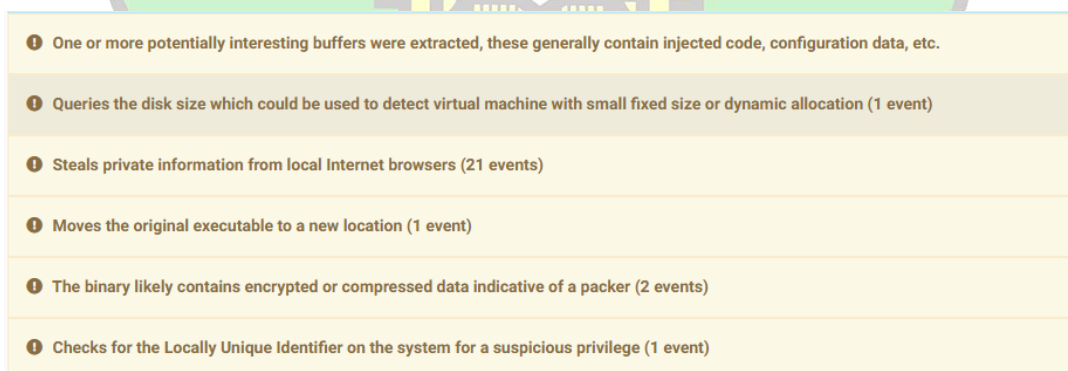 One or more potentially interesting buffers were extracted, these generally contain injected code, configuration data, etc.
Queries the disk size which could be used to detect virtual machine with small fixed size or dynamic allocation (1 event)
Steals private information from local Internet browsers (21 events)
Moves the original executable to a new location (1 event)
The binary likely contains encrypted or compressed data indicative of a packer (2 events)
Checks for the Locally Unique Identifier on the system for a suspicious privilege (1 event)